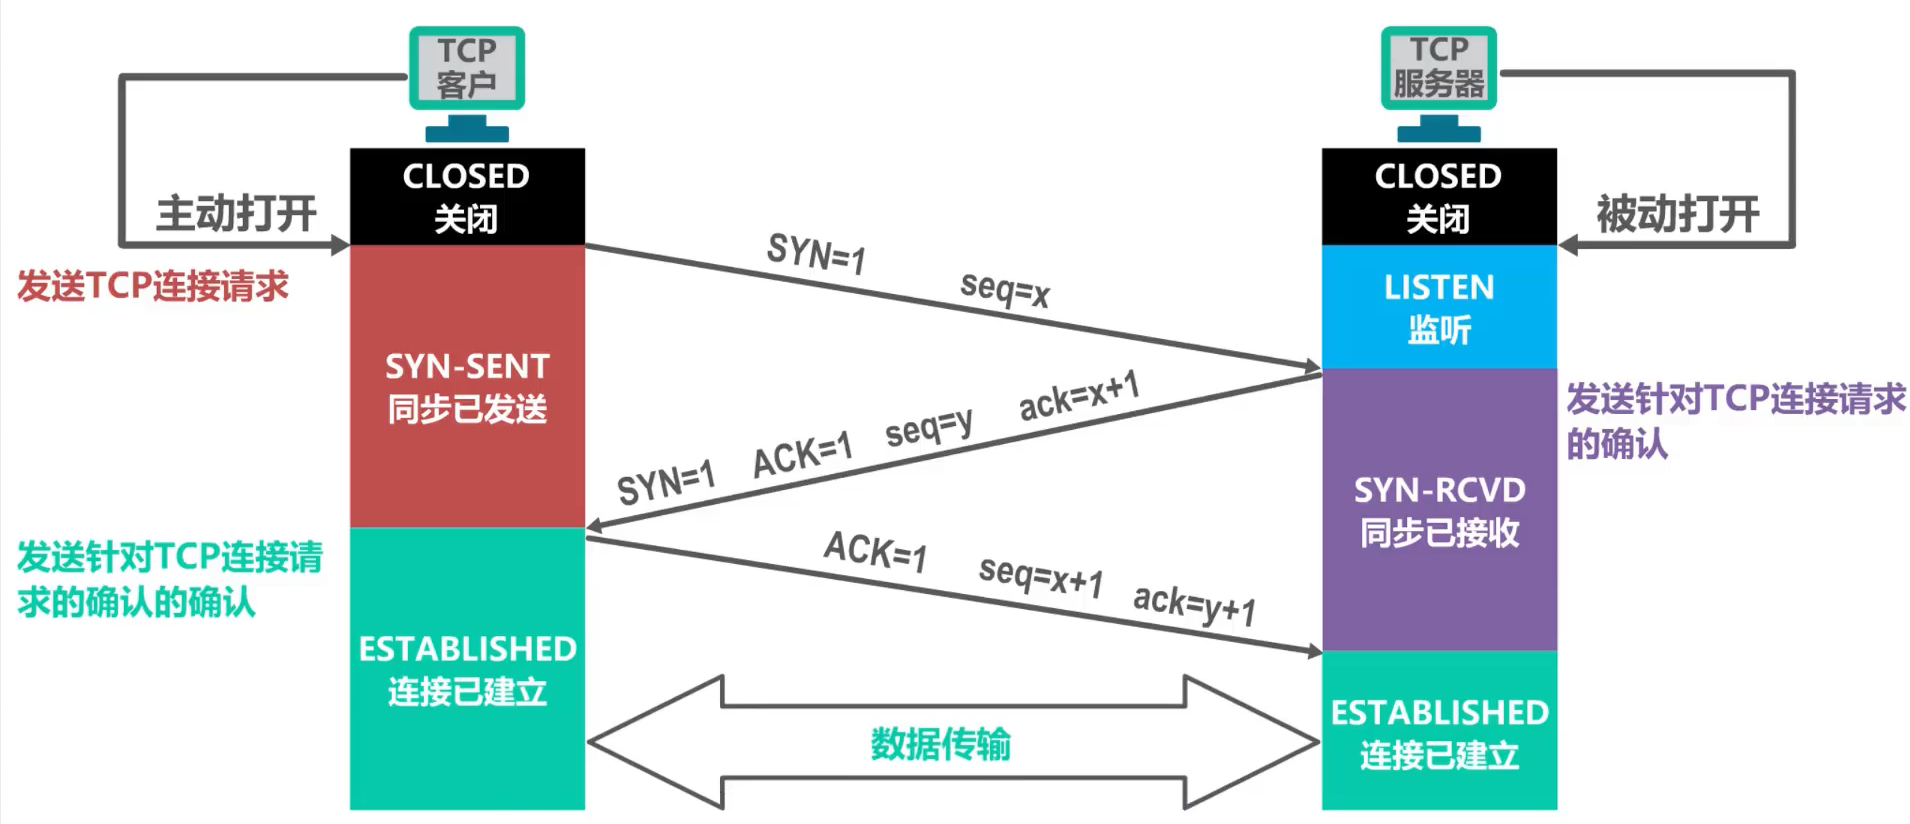 TCP
客户
TCP
服务器
CLOSED
关闭
CLOSED
关闭
主动打开
被动打开
发送TCP连接请求
SYN=1 seq=x
LISTEN
监听
SYN-SENT
同步已发送
SYN=1 ACK=1 seq=y ack=x+1
发送针对TCP连接请求
的确认
SYN-RCVD
同步已接收
发送针对TCP连接请
求的确认的确认
ACK=1 seq=x+1 ack=y+1
ESTABLISHED
连接已建立
数据传输
ESTABLISHED
连接已建立